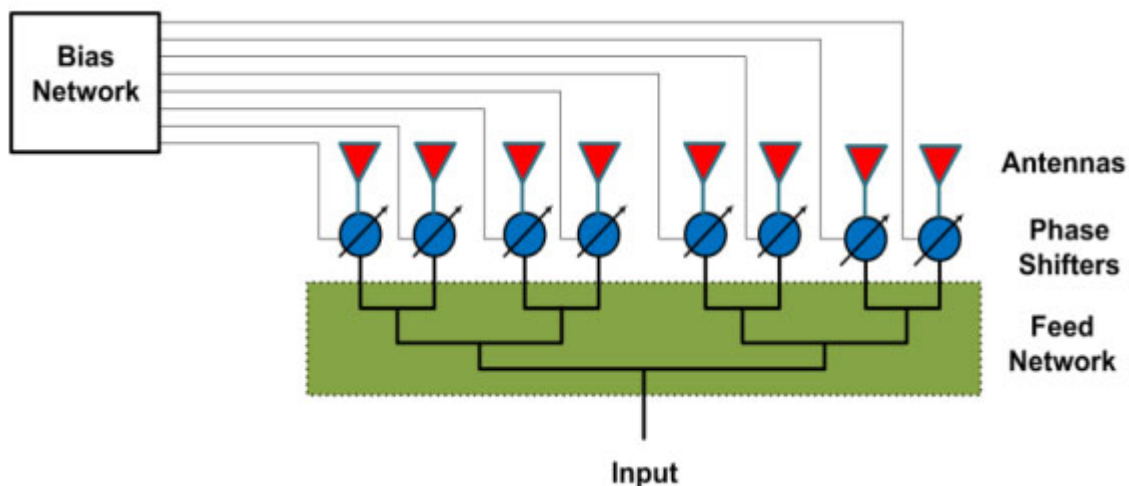 Bias
Network
Antennas
Phase
Shifters
Feed
Network
Input